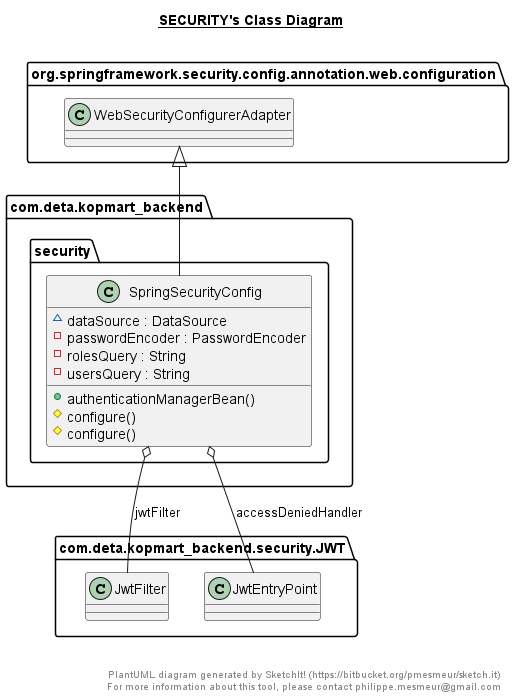 SECURITY's Class Diagram
org.springframework.security.config.annotation.web.configuration
C WebSecurityConfigurerAdapter
com.deta.kopmart_backend
security
C SpringSecurityConfig
dataSource : DataSource
passwordEncoder : PasswordEncoder
rolesQuery : String
usersQuery : String
authenticationManagerBean()
configure()
configure()
jwtFilter
accessDeniedHandler
com.deta.kopmart_backend.security.JWT
C JwtFilter
C JwtEntryPoint
PlantUML diagram generated by SketchIt! (https://bitbucket.org/pmesmeur/sketch.it)
For more information about this tool, please contact philippe.mesmeur@gmail.com